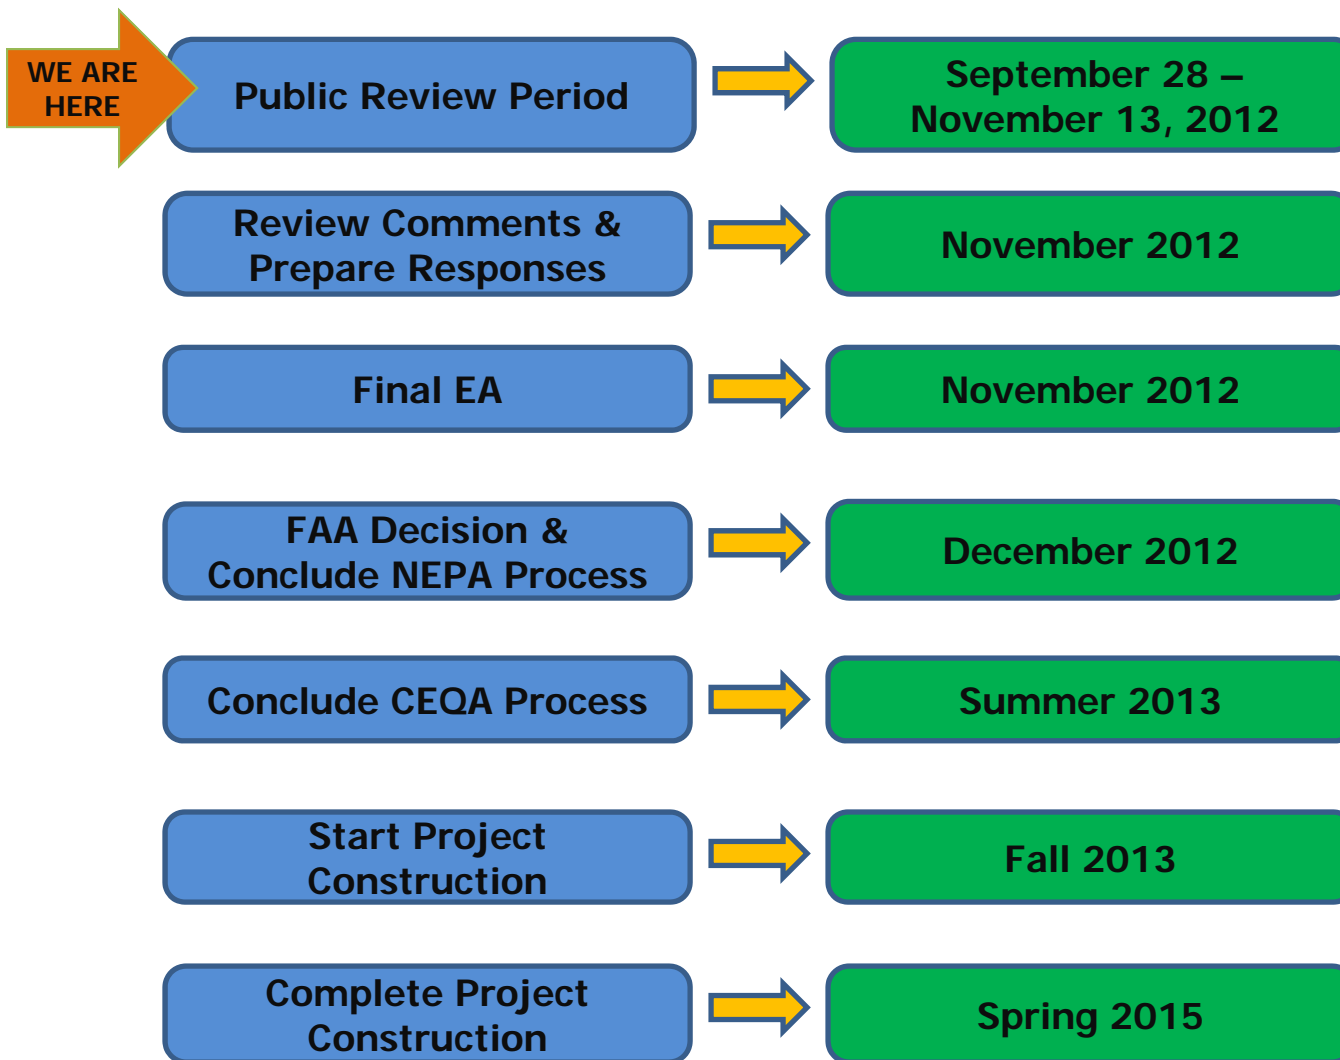 WE ARE
HERE
Public Review Period
September 28 –
November 13, 2012
Review Comments &
Prepare Responses
November 2012
Final EA
November 2012
FAA Decision &
Conclude NEPA Process
December 2012
Conclude CEQA Process
Summer 2013
Start Project
Construction
Fall 2013
Complete Project
Construction
Spring 2015